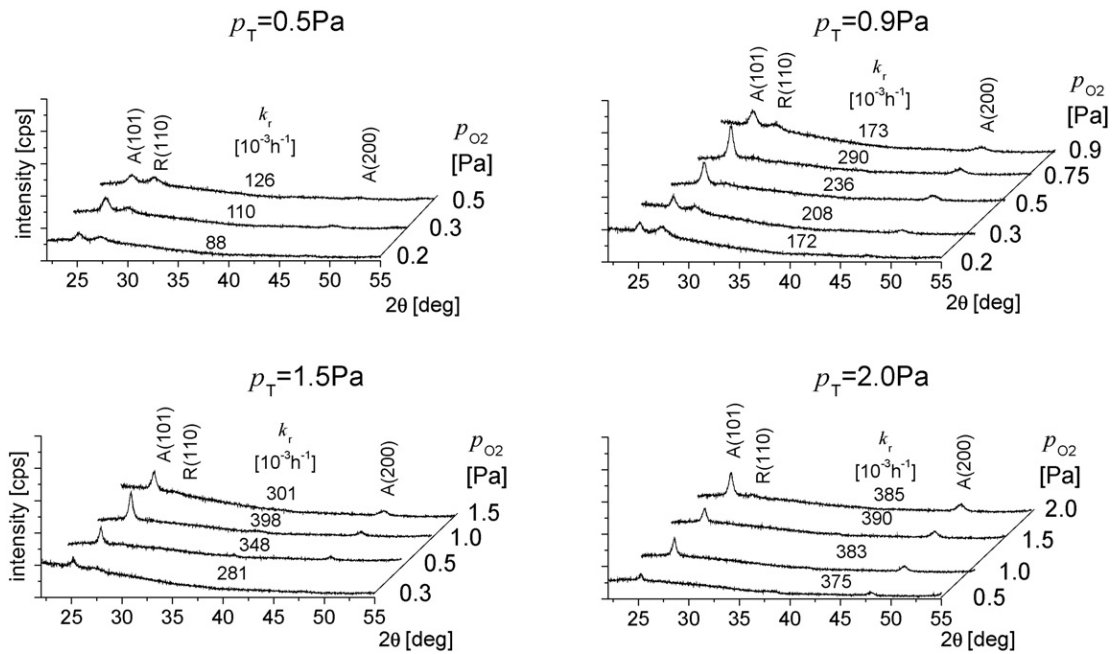 p_T=0.5Pa
A(101)
R(110)
k_r
[10⁻³h⁻¹]
A(200)
p_O2
[Pa]
intensity [cps]
126
0.5
110
0.3
88
0.2
25 30 35 40 45 50 55
2θ [deg]
p_T=0.9Pa
A(101)
R(110)
k_r
[10⁻³h⁻¹]
A(200)
p_O2
[Pa]
173
0.9
290
0.75
236
0.5
208
0.3
172
0.2
25 30 35 40 45 50 55
2θ [deg]
p_T=1.5Pa
A(101)
R(110)
k_r
[10⁻³h⁻¹]
A(200)
p_O2
[Pa]
intensity [cps]
301
1.5
398
1.0
348
0.5
281
0.3
25 30 35 40 45 50 55
2θ [deg]
p_T=2.0Pa
A(101)
R(110)
k_r
[10⁻³h⁻¹]
A(200)
p_O2
[Pa]
385
2.0
390
1.5
383
1.0
375
0.5
25 30 35 40 45 50 55
2θ [deg]